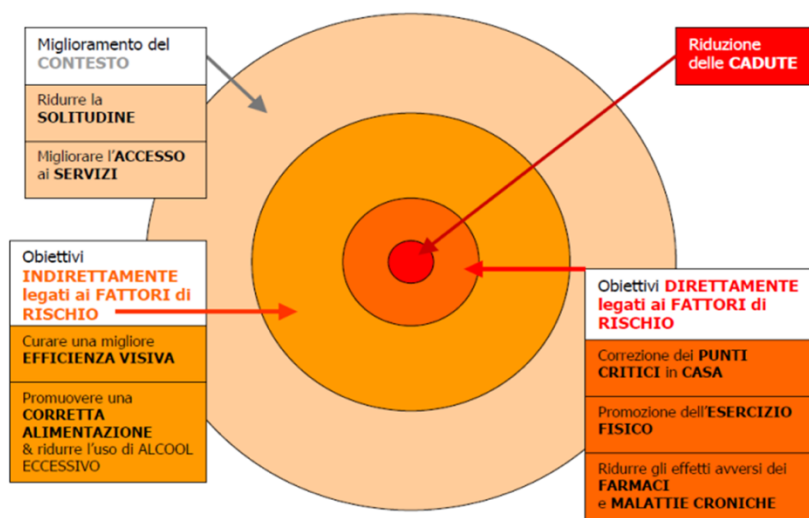 Miglioramento del
CONTESTO
Ridurre la
SOLITUDINE
Migliorare l'ACCESSO
ai SERVIZI
Riduzione
delle CADUTE
Obiettivi
INDIRETTAMENTE
legati ai FATTORI di
RISCHIO
Curare una migliore
EFFICIENZA VISIVA
Promuovere una
CORRETTA
ALIMENTAZIONE
& ridurre l'uso di ALCOOL
ECCESSIVO
Obiettivi DIRETTAMENTE
legati ai FATTORI di
RISCHIO
Correzione dei PUNTI
CRITICI in CASA
Promozione dell'ESERCIZIO
FISICO
Ridurre gli effetti avversi dei
FARMACI
e MALATTIE CRONICHE